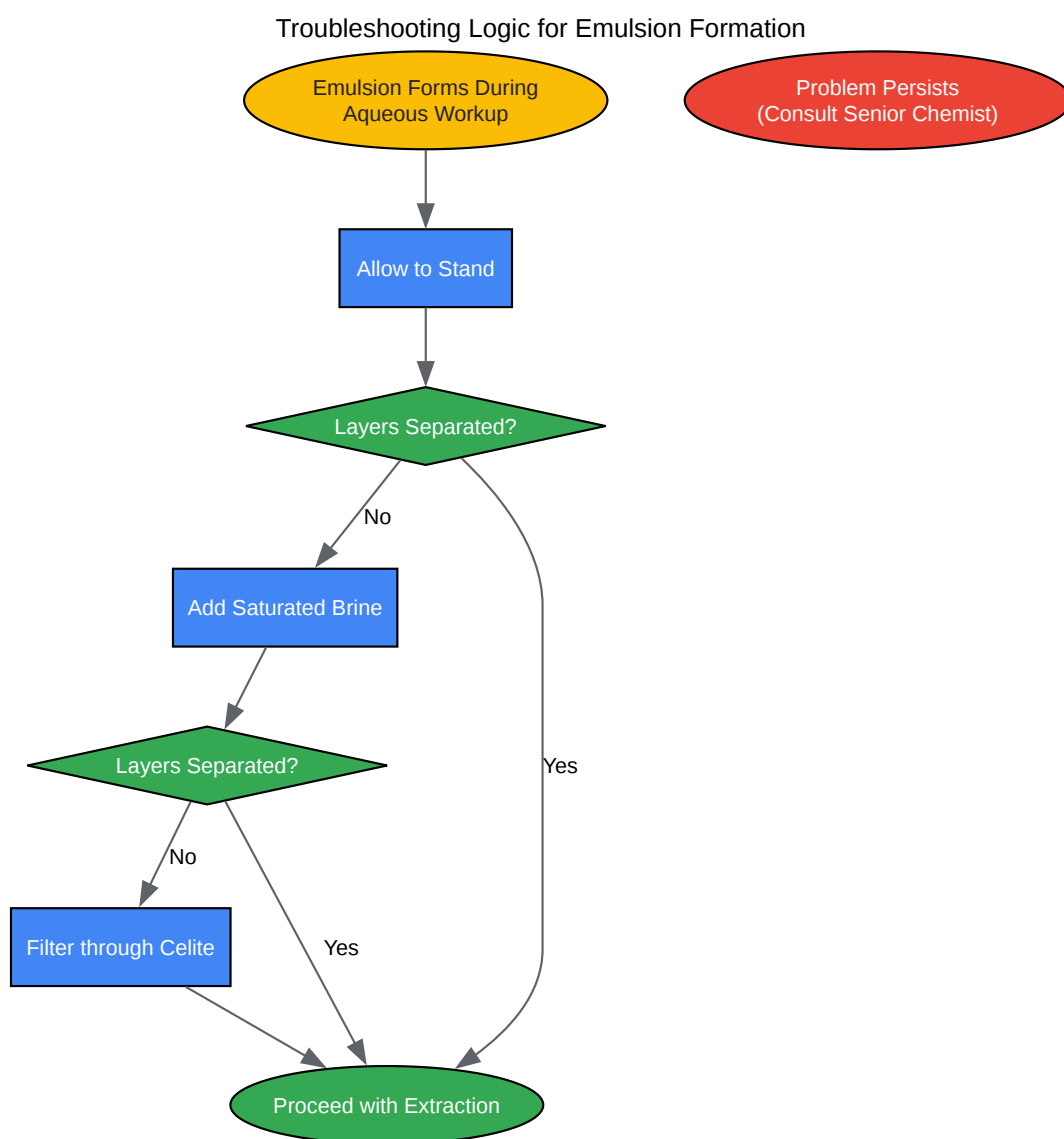 Troubleshooting Logic for Emulsion Formation
Emulsion Forms During
Aqueous Workup
Problem Persists
(Consult Senior Chemist)
Allow to Stand
Layers Separated?
No
Add Saturated Brine
Layers Separated?
Yes
No
Filter through Celite
Yes
Proceed with Extraction